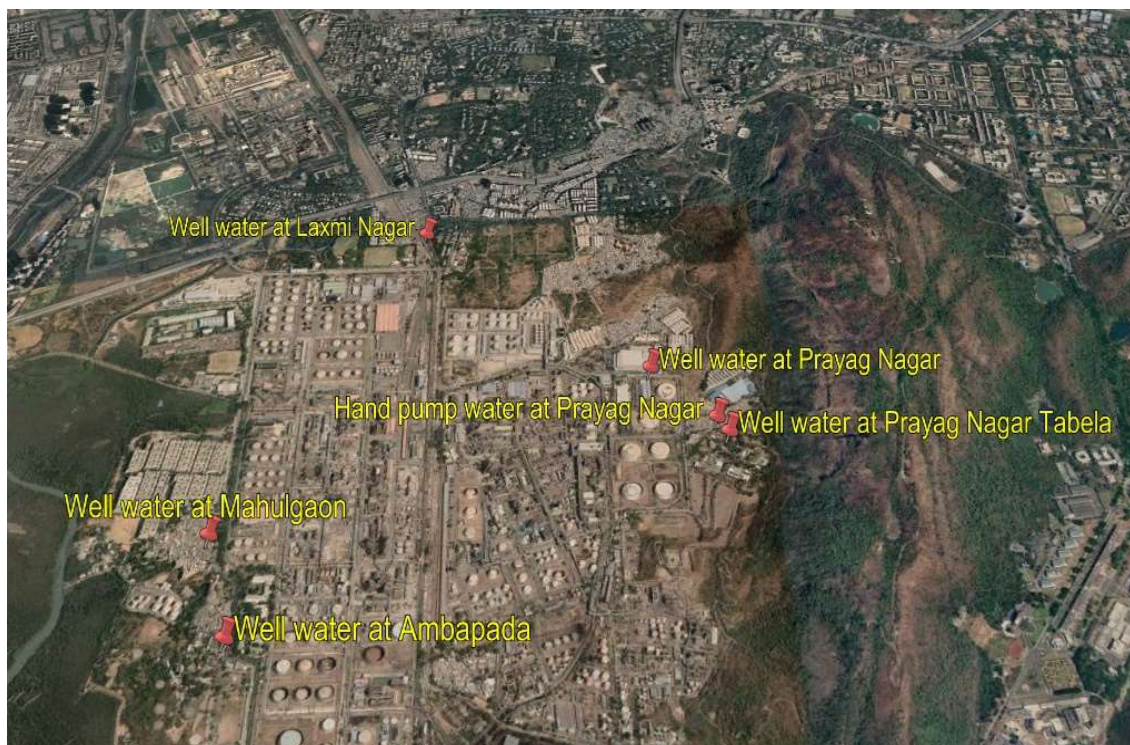 Well water at Laxmi Nagar
Well water at Prayag Nagar
Hand pump water at Prayag Nagar
Well water at Prayag Nagar Tabela
Well water at Mahulgaon
Well water at Ambapada